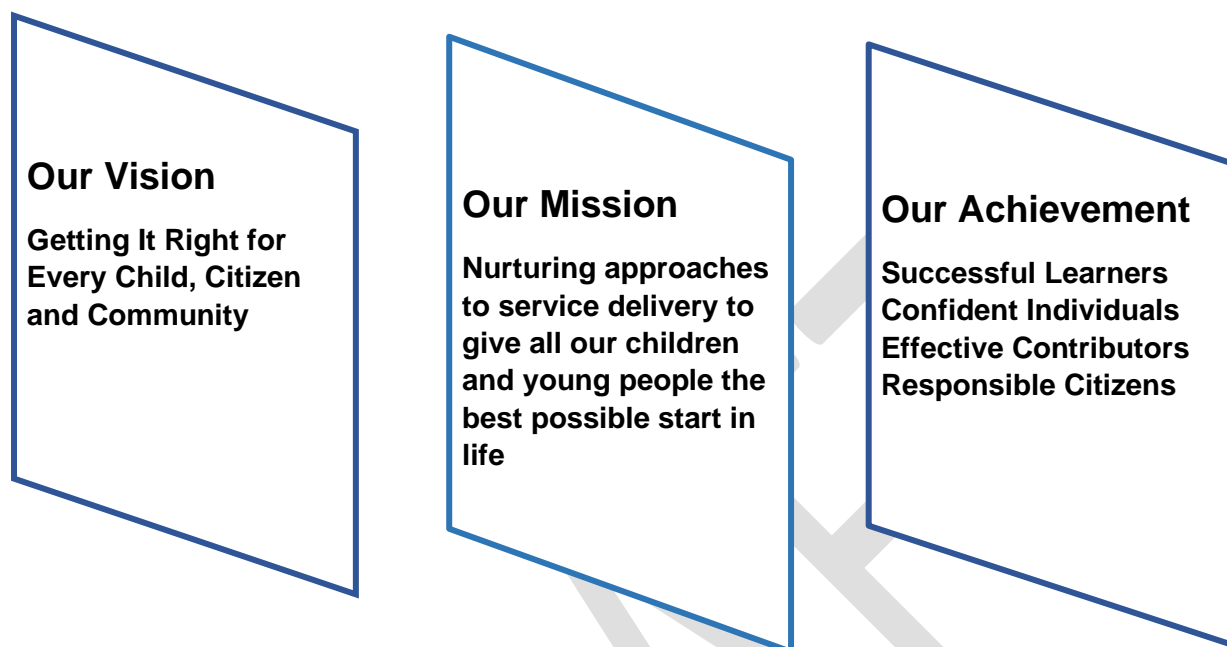 Our Vision
Getting It Right for
Every Child, Citizen
and Community
Our Mission
Nurturing approaches
to service delivery to
give all our children
and young people the
best possible start in
life
Our Achievement
Successful Learners
Confident Individuals
Effective Contributors
Responsible Citizens